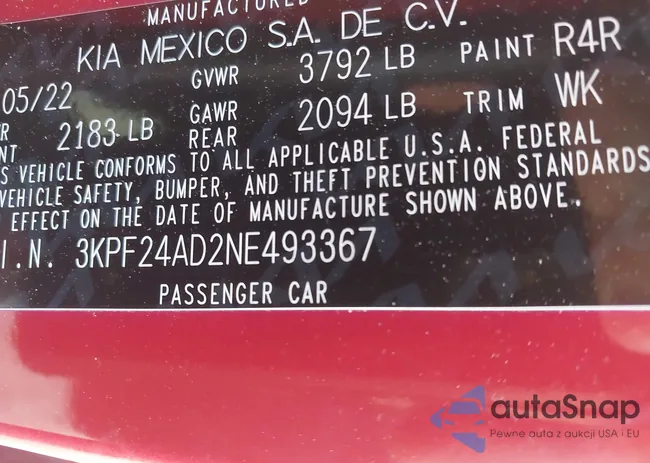 MANUFACTURED
KIA MEXICO S.A. DE C.V.
05/22 GVWR 3792 LB PAINT R4R
2183 LB GAWR REAR 2094 LB TRIM WK
VEHICLE CONFORMS TO ALL APPLICABLE U.S.A. FEDERAL
VEHICLE SAFETY, BUMPER, AND THEFT PREVENTION STANDARDS
EFFECT ON THE DATE OF MANUFACTURE SHOWN ABOVE.
I.N. 3KPF24AD2NE493367
PASSENGER CAR
autaSnap
Pewne auta z aukcji USA i EU